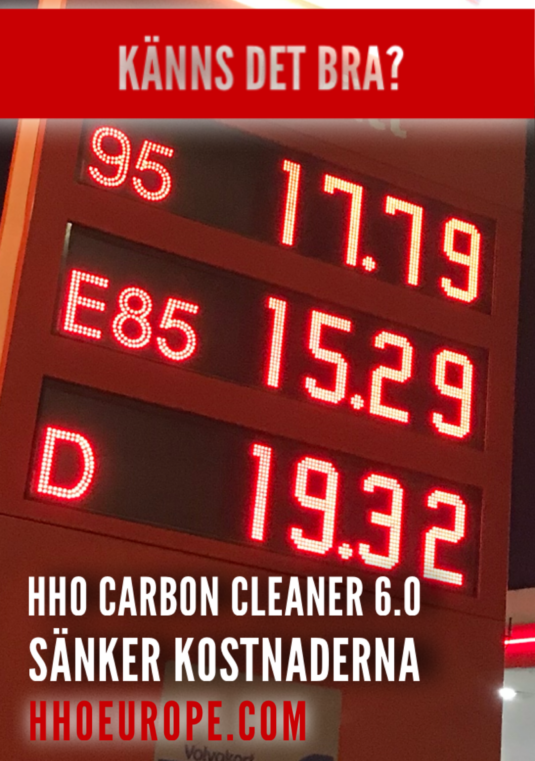 KÄNNS DET BRA?
95 17.79
E85 15.29
D 19.32
HHO CARBON CLEANER 6.0
SÄNKER KOSTNADERNA
HHOEUROPE.COM
Volvokort